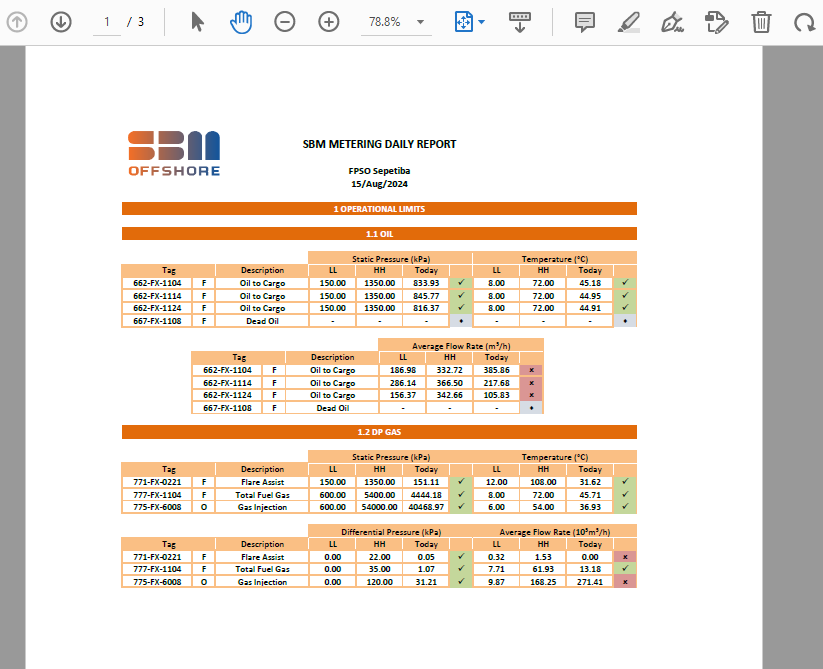 1 / 3 78.8%
SBM
OFFSHORE
SBM METERING DAILY REPORT
FPSO Sepetiba
15/Aug/2024
1 OPERATIONAL LIMITS
1.1 OIL
Static Pressure (kPa) Temperature (°C)
Tag Description LL HH Today LL HH Today
662-FX-1104 F Oil to Cargo 150.00 1350.00 833.93 ✓ 8.00 72.00 45.18 ✓
662-FX-1114 F Oil to Cargo 150.00 1350.00 845.77 ✓ 8.00 72.00 44.95 ✓
662-FX-1124 F Oil to Cargo 150.00 1350.00 816.37 ✓ 8.00 72.00 44.91 ✓
667-FX-1108 F Dead Oil - - - • - - - •
Average Flow Rate (m³/h)
Tag Description LL HH Today
662-FX-1104 F Oil to Cargo 186.98 332.72 385.86 x
662-FX-1114 F Oil to Cargo 286.14 366.50 217.68 x
662-FX-1124 F Oil to Cargo 156.37 342.66 105.83 x
667-FX-1108 F Dead Oil - - - •
1.2 DP GAS
Static Pressure (kPa) Temperature (°C)
Tag Description LL HH Today LL HH Today
771-FX-0221 F Flare Assist 150.00 1350.00 151.11 ✓ 12.00 108.00 31.62 ✓
777-FX-1104 F Total Fuel Gas 600.00 5400.00 4444.18 ✓ 8.00 72.00 45.71 ✓
775-FX-6008 O Gas Injection 600.00 54000.00 40468.97 ✓ 6.00 54.00 36.93 ✓
Differential Pressure (kPa) Average Flow Rate (10³m³/h)
Tag Description LL HH Today LL HH Today
771-FX-0221 F Flare Assist 0.00 22.00 0.05 ✓ 0.32 1.53 0.00 x
777-FX-1104 F Total Fuel Gas 0.00 35.00 1.07 ✓ 7.71 61.93 13.18 ✓
775-FX-6008 O Gas Injection 0.00 120.00 31.21 ✓ 9.87 168.25 271.41 x